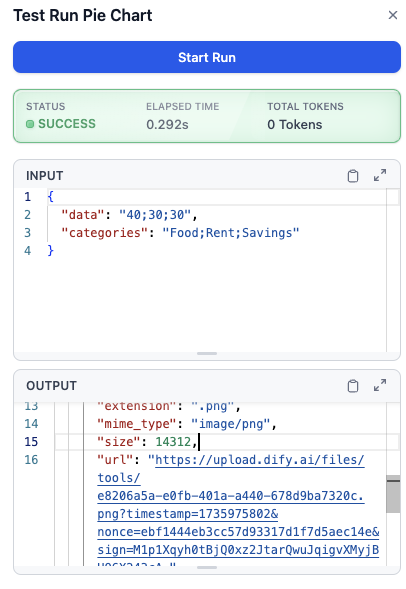 Test Run Pie Chart
Start Run
STATUS ELAPSED TIME TOTAL TOKENS
SUCCESS 0.292s 0 Tokens
INPUT
1 {
2 "data": "40;30;30",
3 "categories": "Food;Rent;Savings"
4 }
OUTPUT
13 "extension": ".png",
14 "mime_type": "image/png",
15 "size": 14312,
16 "url": "https://upload.dify.ai/files/
tools/
e8206a5a-e0fb-401a-a440-678d9ba7320c.
png?timestamp=1735975802&
nonce=ebf1444eb3cc57d93317d1f7d5aec14e&
sign=M1p1Xqyh0tBjQ0xz2JtarQwuJqigvXMyjB